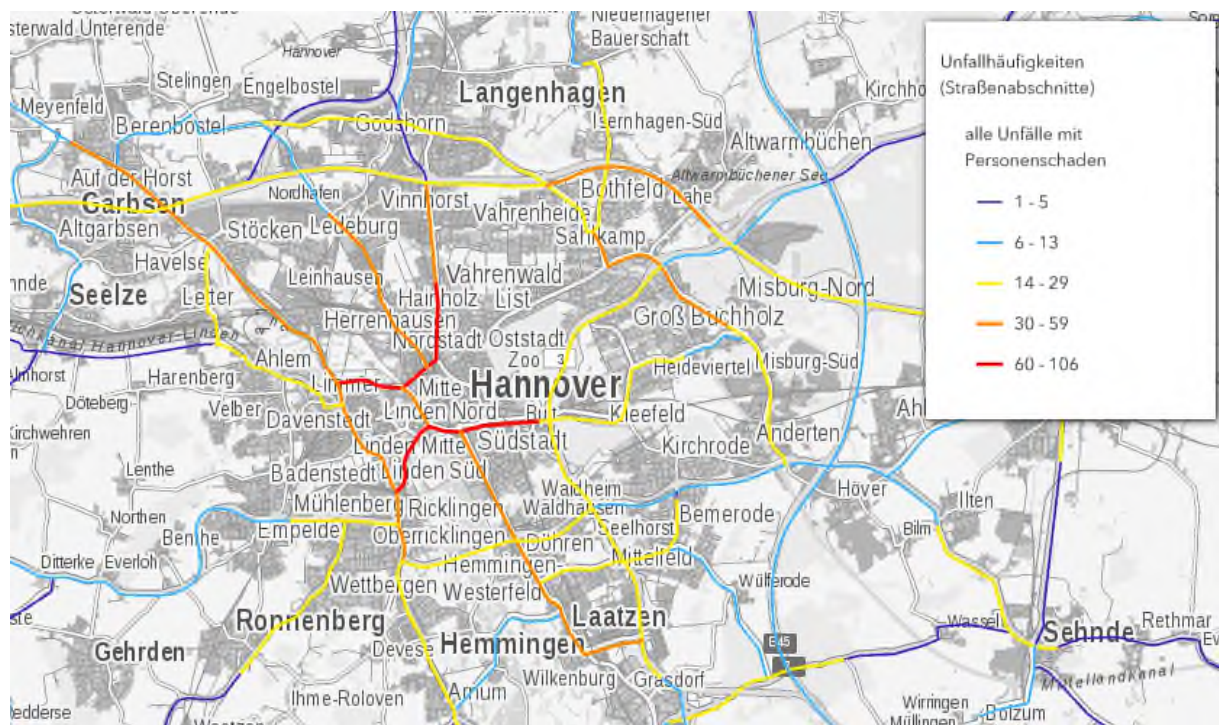 sterwald Unterende
Hannover
Niedernhägener
Bauerschaft
Stelingen
Engelbostel
Langenhagen
Kirchho
Meyenfeld
Berenbostel
Godshorn
Isernhagen-Süd
Altwarmbüchen
Auf der Horst
Nordhafen
Vinnhorst
Bothfeld
Altwarmbüchener See
Lahe
Garbsen
Altgarbsen
Stöcken
Ledeburg
Vahrenheide
Sahlkamp
Havelse
Leinhausen
Vahrenwald
Seelze
Letter
Hainholz
List
Misburg-Nord
Herrenhausen
Groß Buchholz
Nordstadt
Oststadt
Zoo
3
Ahlem
Heideviertel
Misburg-Süd
Almhorst
Harenberg
Limmer
Mitte
Hannover
Döteberg
Velber
Davenstedt
Linden Nord
Bult
Kleefeld
Kirchwehren
Linden
Mitte
Südstadt
Kirchrode
Anderten
Lenthe
Badenstedt
Linden Süd
Mühlenberg
Ricklingen
Waldheim
Waldhausen
Höver
Ilten
Northen
Benthe
Empelde
Oberricklingen
Seelhorst
Bemerode
Bilm
Ditterke
Everloh
Döhren
Hemmingen-
Westerfeld
Mittelfeld
Wettbergen
Wülferode
Ronnenberg
Laatzen
Wassel
Rethmar
Gehrden
Devese
Hemmingen
Sehnde
Wilkenburg
Grasdorf
Mittellandkanal
Ihme-Roloven
Arnum
Wirringen
Müllingen
Bolzum
Unfallhäufigkeiten
(Straßenabschnitte)
alle Unfälle mit
Personenschaden
1 - 5
6 - 13
14 - 29
30 - 59
60 - 106